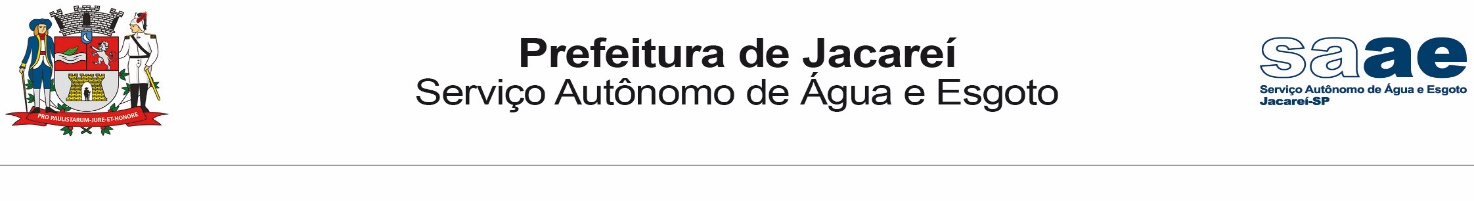 Prefeitura de Jacareí
Serviço Autônomo de Água e Esgoto
PRO PAULISTARUM-JURE-ET-HONORE
saae
Serviço Autônomo de Água e Esgoto
Jacareí-SP